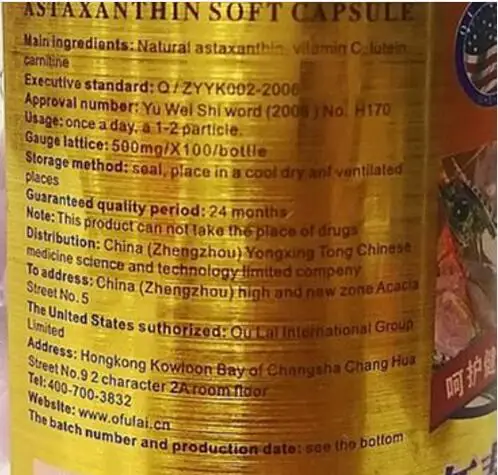 ASTAXANTHIN SOFT CAPSULE
Main ingredients: Natural astaxanthin, vitamin C, lutein,
carnitine
Executive standard: Q / ZYYK002-2006
Approval number: Yu Wei Shi word (2006 ) No. H170
Usage: once a day, a 1-2 particle.
Gauge lattice: 500mg/X100/bottle
Storage method: seal, place in a cool dry anf ventilated
places
Guaranteed quality period: 24 months
Note: This product can not take the place of drugs
Distribution: China (Zhengzhou) Yongxing Tong Chinese
medicine science and technology limited compeny
To address: China (Zhengzhou) high and new zone Acacia
Street No. 5
The United States suthorized: Ou Lai International Group
Limited
Address: Hongkong Kowloon Bay of Changsha Chang Hua
Street No.9 2 character 2A room floor
Tel:400-700-3832
Website: www.ofulai.cn
The batch number and production date: see the bottom
呵护健